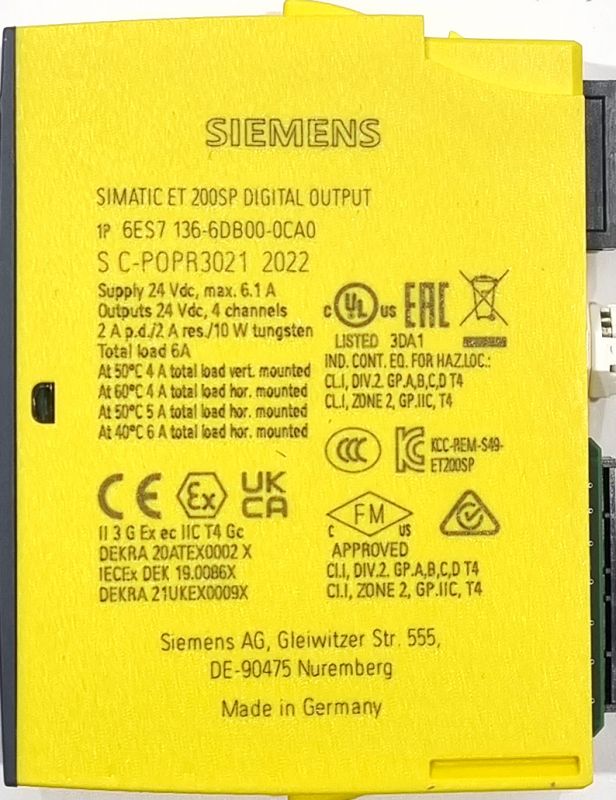 SIEMENS
SIMATIC ET 200SP DIGITAL OUTPUT
1P 6ES7 136-6DB00-0CA0
S C-POPR3021 2022
Supply 24 Vdc, max. 6.1 A
Outputs 24 Vdc, 4 channels
2 A p.d./2 A res./10 W tungsten
Total load 6A
At 50°C 4 A total load vert. mounted
At 60°C 4 A total load hor. mounted
At 50°C 5 A total load hor. mounted
At 40°C 6 A total load hor. mounted
C UL US EAC
LISTED 3DA1
IND. CONT. EQ. FOR HAZ.LOC.:
CL.I, DIV.2. GP.A,B,C,D T4
CL.I, ZONE 2, GP.IIC, T4
CCC KCC-REM-S49-
ET200SP
CE Ex UK
CA
II 3 G Ex ec IIC T4 Gc
DEKRA 20ATEX0002 X
IECEx DEK 19.0086X
DEKRA 21UKEX0009X
FM
C US
APPROVED
CL.I, DIV.2. GP.A,B,C,D T4
CL.I, ZONE 2, GP.IIC, T4
Siemens AG, Gleiwitzer Str. 555,
DE-90475 Nuremberg
Made in Germany